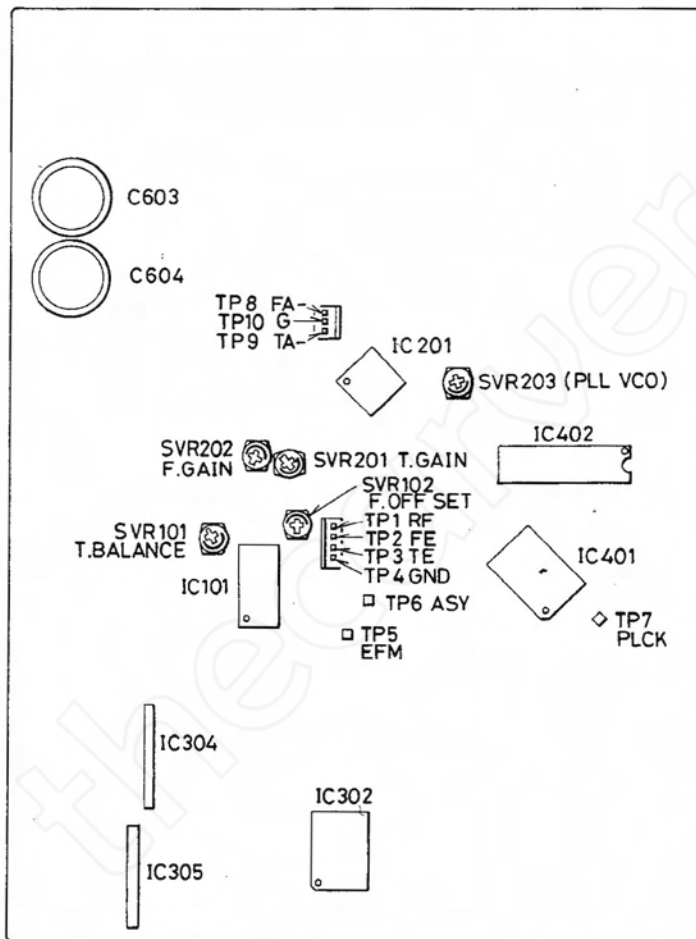 C603
C604
TP8 FA
TP10 G
TP9 TA
IC201
SVR203 (PLL VCO)
IC402
SVR202
F.GAIN
SVR201 T.GAIN
SVR102
F.OFF SET
SVR101
T.BALANCE
TP1 RF
TP2 FE
TP3 TE
TP4 GND
IC101
IC401
TP6 ASY
TP7
PLCK
TP5
EFM
IC304
IC302
IC305
thecarver